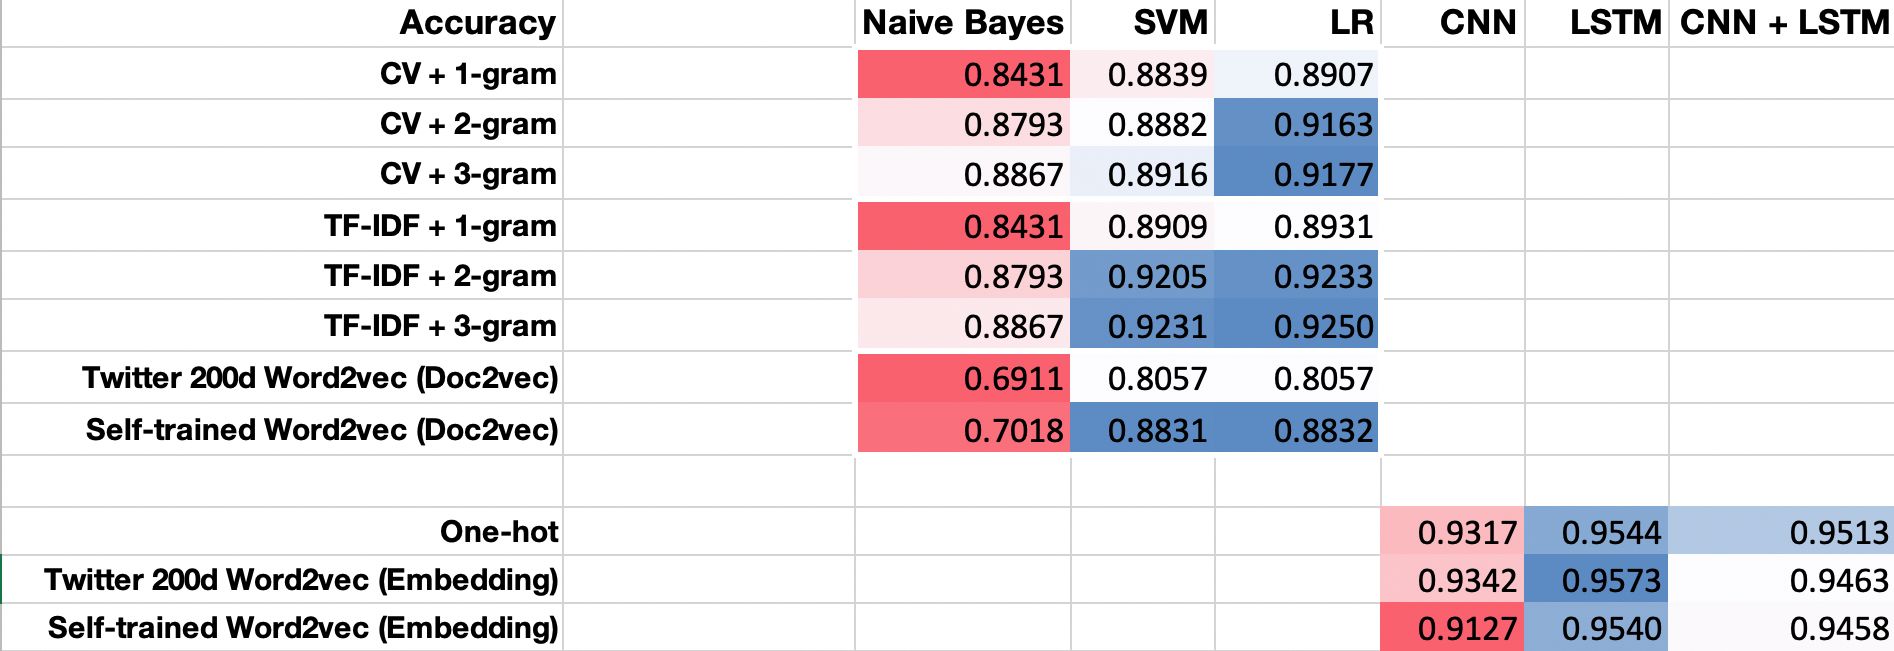 Accuracy Naive Bayes SVM LR CNN LSTM CNN + LSTM
CV + 1-gram 0.8431 0.8839 0.8907
CV + 2-gram 0.8793 0.8882 0.9163
CV + 3-gram 0.8867 0.8916 0.9177
TF-IDF + 1-gram 0.8431 0.8909 0.8931
TF-IDF + 2-gram 0.8793 0.9205 0.9233
TF-IDF + 3-gram 0.8867 0.9231 0.9250
Twitter 200d Word2vec (Doc2vec) 0.6911 0.8057 0.8057
Self-trained Word2vec (Doc2vec) 0.7018 0.8831 0.8832
One-hot 0.9317 0.9544 0.9513
Twitter 200d Word2vec (Embedding) 0.9342 0.9573 0.9463
Self-trained Word2vec (Embedding) 0.9127 0.9540 0.9458